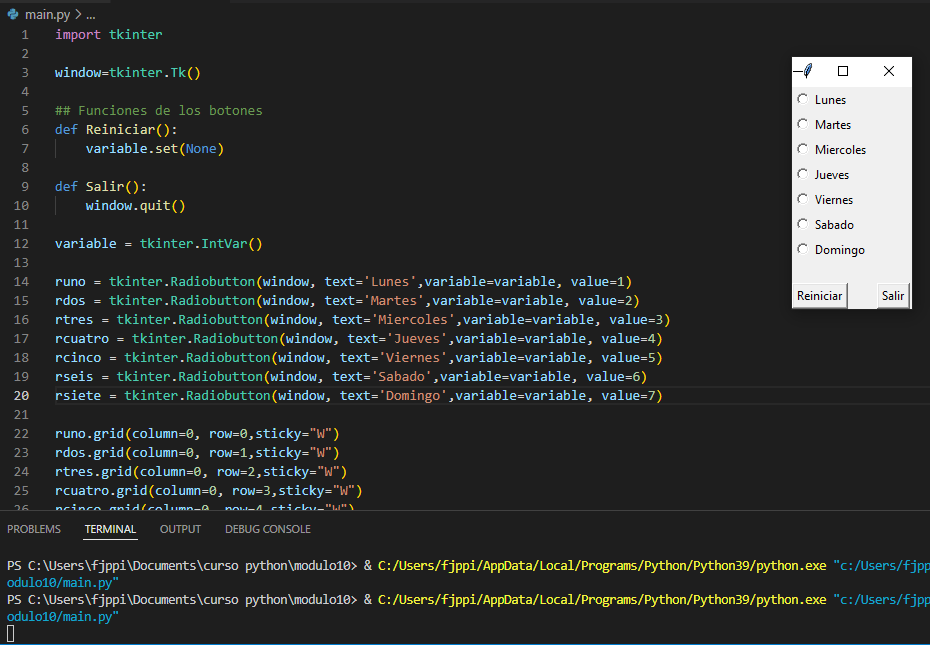 main.py > ...
1 import tkinter
2
3 window=tkinter.Tk()
4
5 ## Funciones de los botones
6 def Reiniciar():
7 variable.set(None)
8
9 def Salir():
10 window.quit()
11
12 variable = tkinter.IntVar()
13
14 runo = tkinter.Radiobutton(window, text='Lunes',variable=variable, value=1)
15 rdos = tkinter.Radiobutton(window, text='Martes',variable=variable, value=2)
16 rtres = tkinter.Radiobutton(window, text='Miercoles',variable=variable, value=3)
17 rcuatro = tkinter.Radiobutton(window, text='Jueves',variable=variable, value=4)
18 rcinco = tkinter.Radiobutton(window, text='Viernes',variable=variable, value=5)
19 rseis = tkinter.Radiobutton(window, text='Sabado',variable=variable, value=6)
20 rsiete = tkinter.Radiobutton(window, text='Domingo',variable=variable, value=7)
21
22 runo.grid(column=0, row=0,sticky="W")
23 rdos.grid(column=0, row=1,sticky="W")
24 rtres.grid(column=0, row=2,sticky="W")
25 rcuatro.grid(column=0, row=3,sticky="W")
26 rcinco.grid(column=0, row=4,sticky="W")
Lunes
Martes
Miercoles
Jueves
Viernes
Sabado
Domingo
Reiniciar Salir
PROBLEMS TERMINAL OUTPUT DEBUG CONSOLE
PS C:\Users\fjppi\Documents\curso python\modulo10> & C:/Users/fjppi/AppData/Local/Programs/Python/Python39/python.exe "c:/Users/fjpp
odulo10/main.py"
PS C:\Users\fjppi\Documents\curso python\modulo10> & C:/Users/fjppi/AppData/Local/Programs/Python/Python39/python.exe "c:/Users/fjpp
odulo10/main.py"